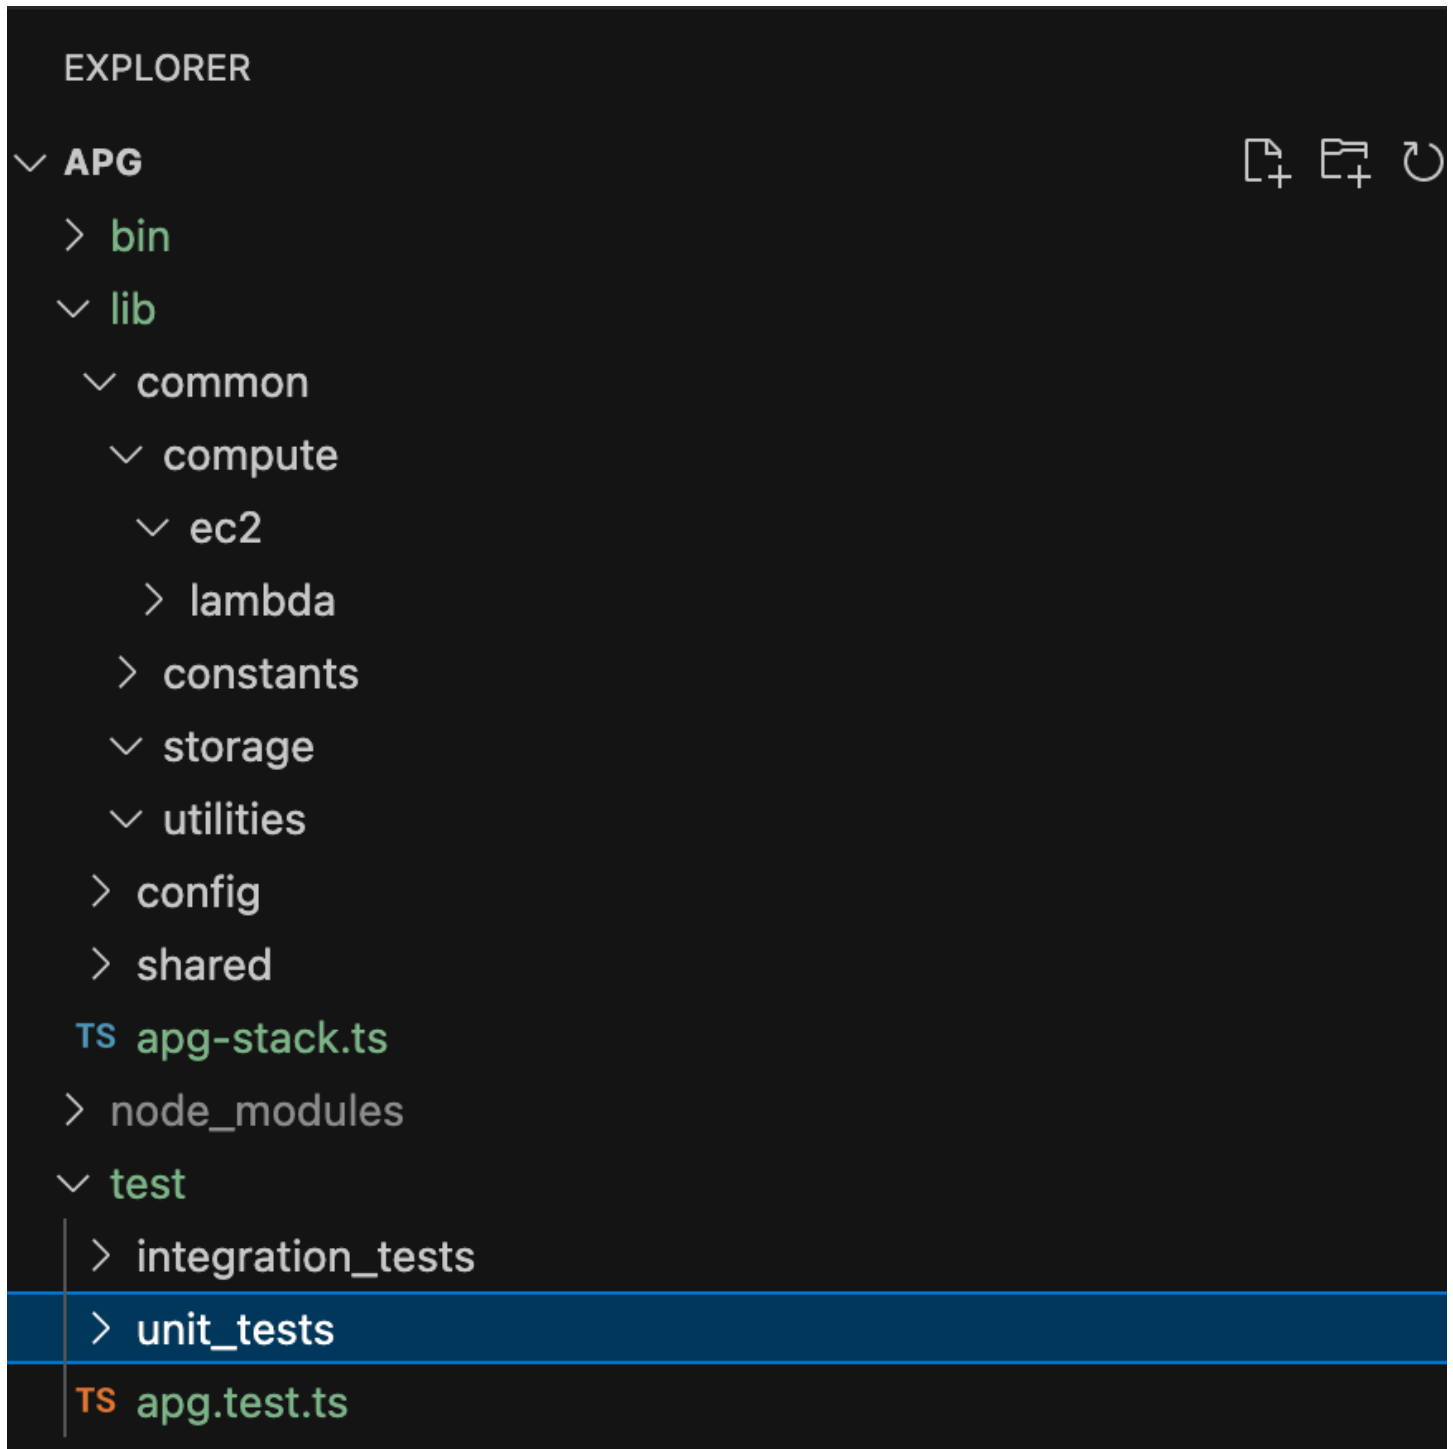 EXPLORER
APG
bin
lib
common
compute
ec2
lambda
constants
storage
utilities
config
shared
TS apg-stack.ts
node_modules
test
integration_tests
unit_tests
TS apg.test.ts